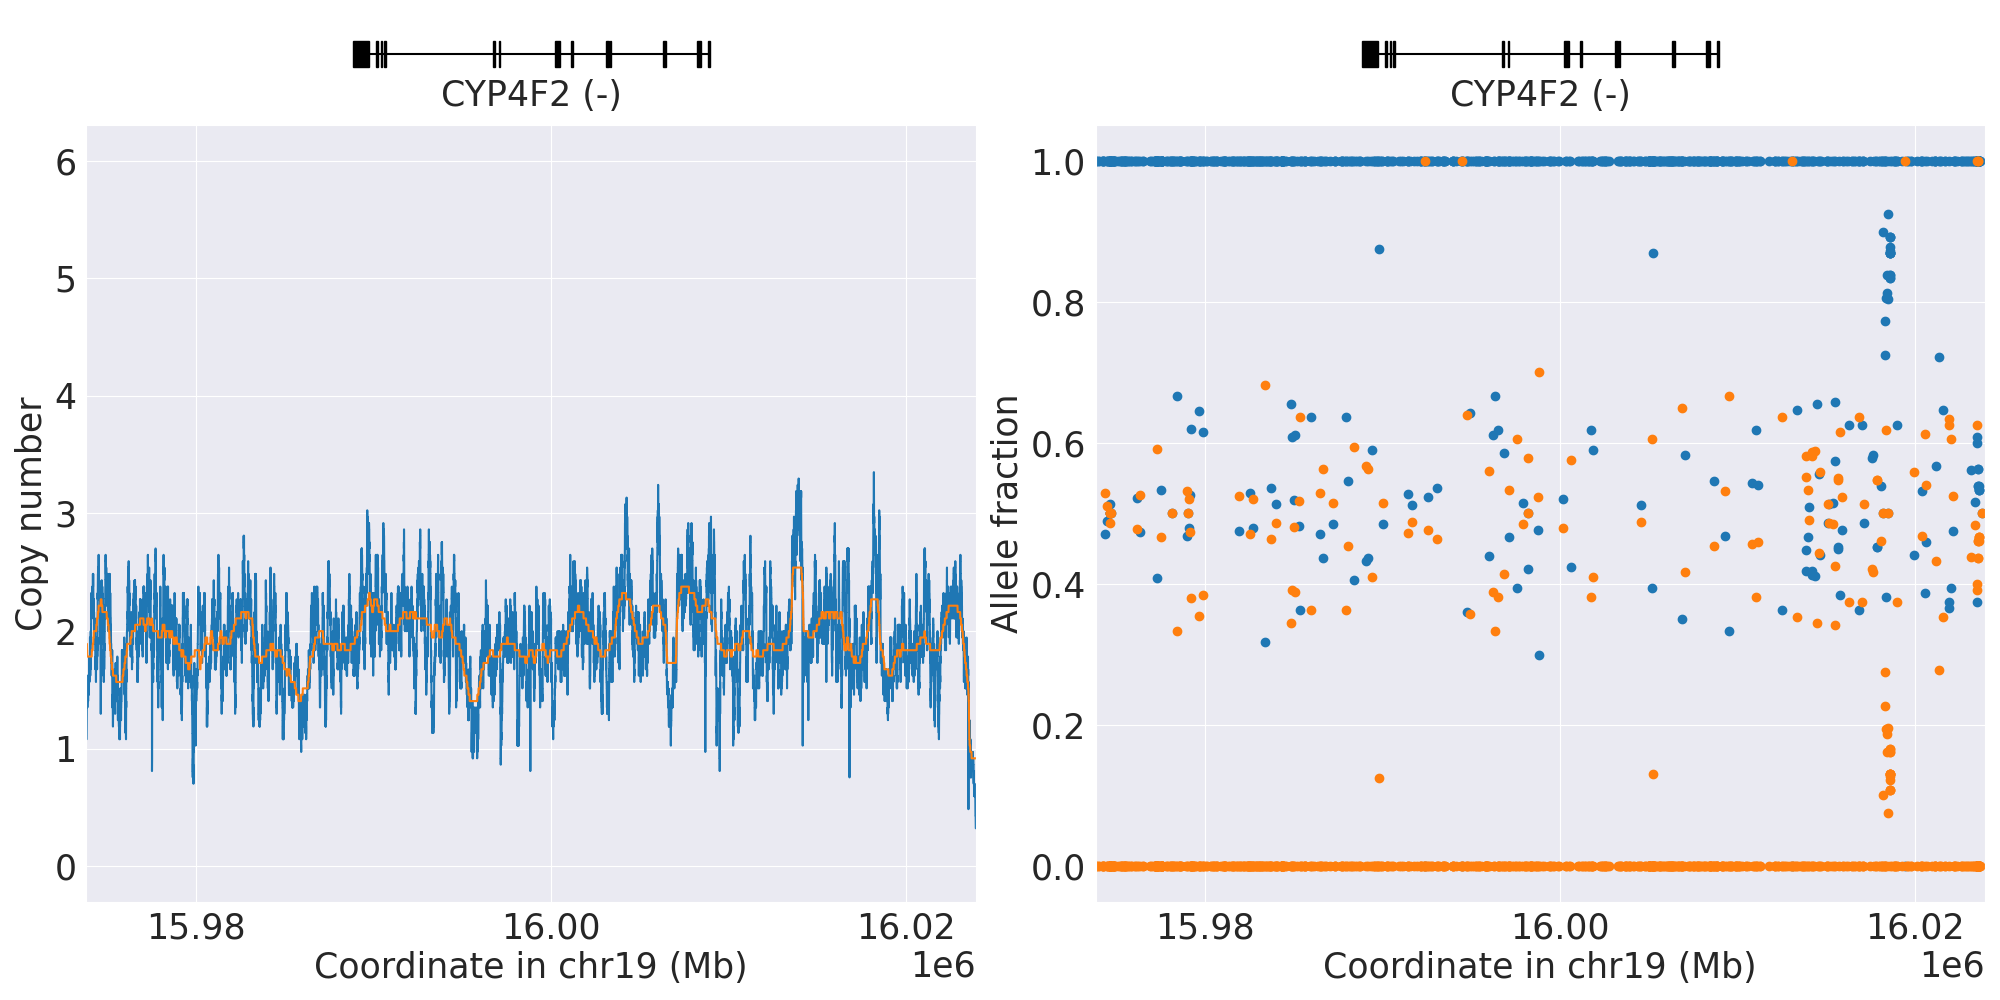 CYP4F2 (-)
Copy number
6
5
4
3
2
1
0
15.98
16.00
16.02
Coordinate in chr19 (Mb)
1e6
CYP4F2 (-)
Allele fraction
1.0
0.8
0.6
0.4
0.2
0.0
15.98
16.00
16.02
Coordinate in chr19 (Mb)
1e6